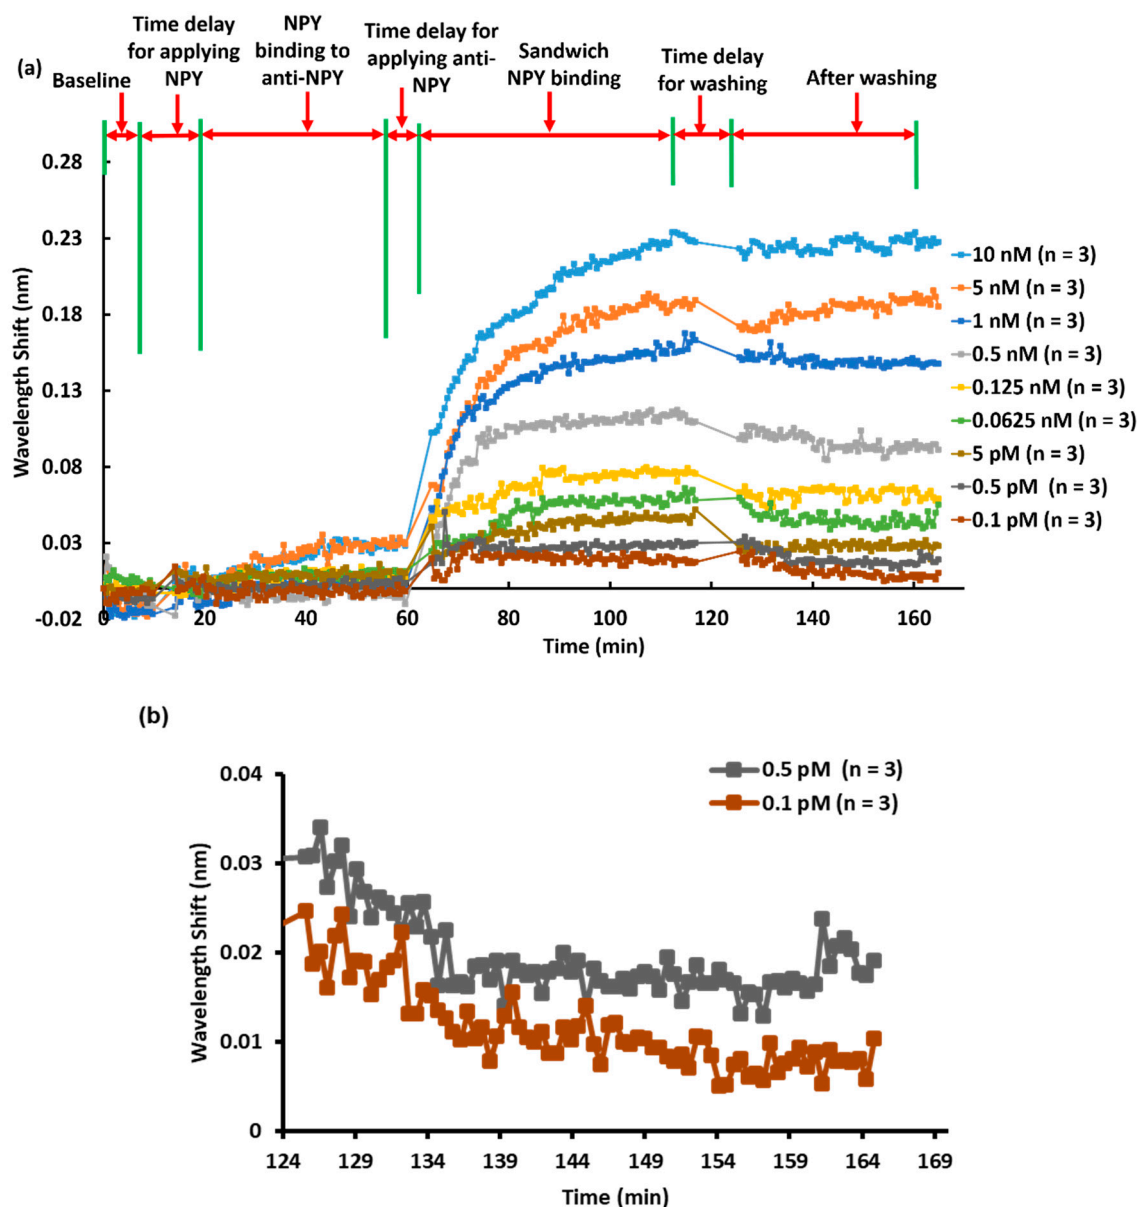 (a)
Baseline
Time delay
for applying
NPY
NPY
binding to
anti-NPY
Time delay for
applying anti-
NPY
Sandwich
NPY binding
Time delay
for washing
After washing
0.28
0.23
0.18
0.13
0.08
0.03
-0.02
Wavelength Shift (nm)
0
20
40
60
80
100
120
140
160
Time (min)
10 nM (n = 3)
5 nM (n = 3)
1 nM (n = 3)
0.5 nM (n = 3)
0.125 nM (n = 3)
0.0625 nM (n = 3)
5 pM (n = 3)
0.5 pM (n = 3)
0.1 pM (n = 3)
(b)
0.5 pM (n = 3)
0.1 pM (n = 3)
0.04
0.03
0.02
0.01
0
Wavelength Shift (nm)
124
129
134
139
144
149
154
159
164
169
Time (min)